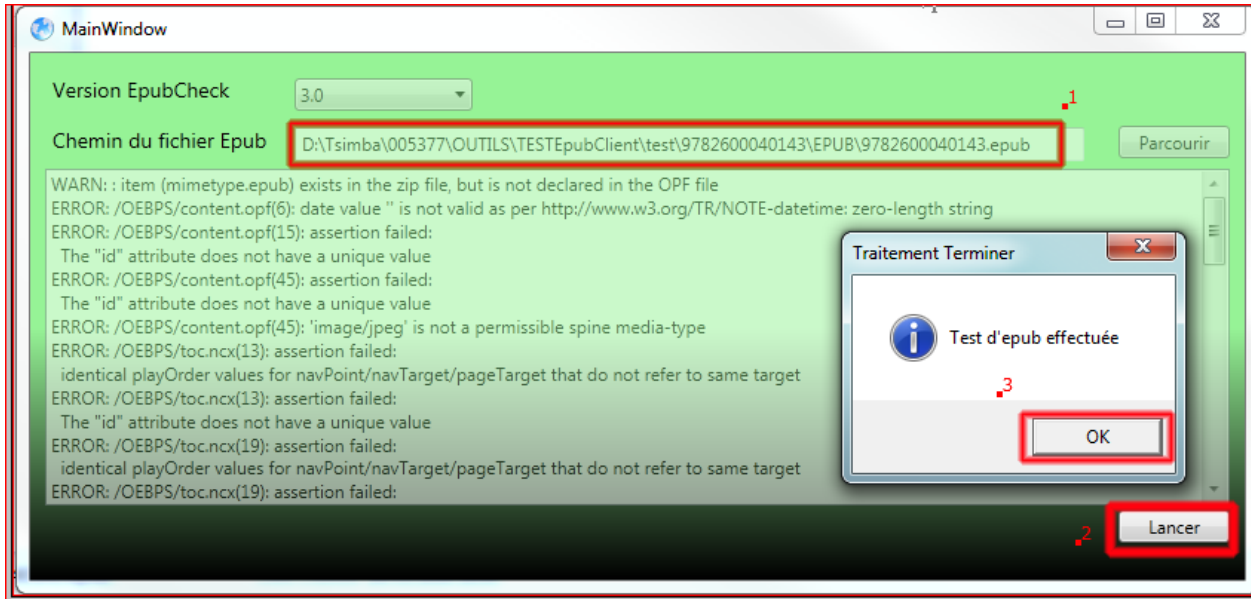 MainWindow
Version EpubCheck
3.0
1
Chemin du fichier Epub
D:\Tsimba\005377\OUTILS\TESTEpubClient\test\9782600040143\EPUB\9782600040143.epub
Parcourir
WARN: : item (mimetype.epub) exists in the zip file, but is not declared in the OPF file
ERROR: /OEBPS/content.opf(6): date value '' is not valid as per http://www.w3.org/TR/NOTE-datetime: zero-length string
ERROR: /OEBPS/content.opf(15): assertion failed:
The "id" attribute does not have a unique value
ERROR: /OEBPS/content.opf(45): assertion failed:
The "id" attribute does not have a unique value
ERROR: /OEBPS/content.opf(45): 'image/jpeg' is not a permissible spine media-type
ERROR: /OEBPS/toc.ncx(13): assertion failed:
identical playOrder values for navPoint/navTarget/pageTarget that do not refer to same target
ERROR: /OEBPS/toc.ncx(13): assertion failed:
The "id" attribute does not have a unique value
ERROR: /OEBPS/toc.ncx(19): assertion failed:
identical playOrder values for navPoint/navTarget/pageTarget that do not refer to same target
ERROR: /OEBPS/toc.ncx(19): assertion failed:
Traitement Terminer
Test d'epub effectuée
3
OK
2
Lancer